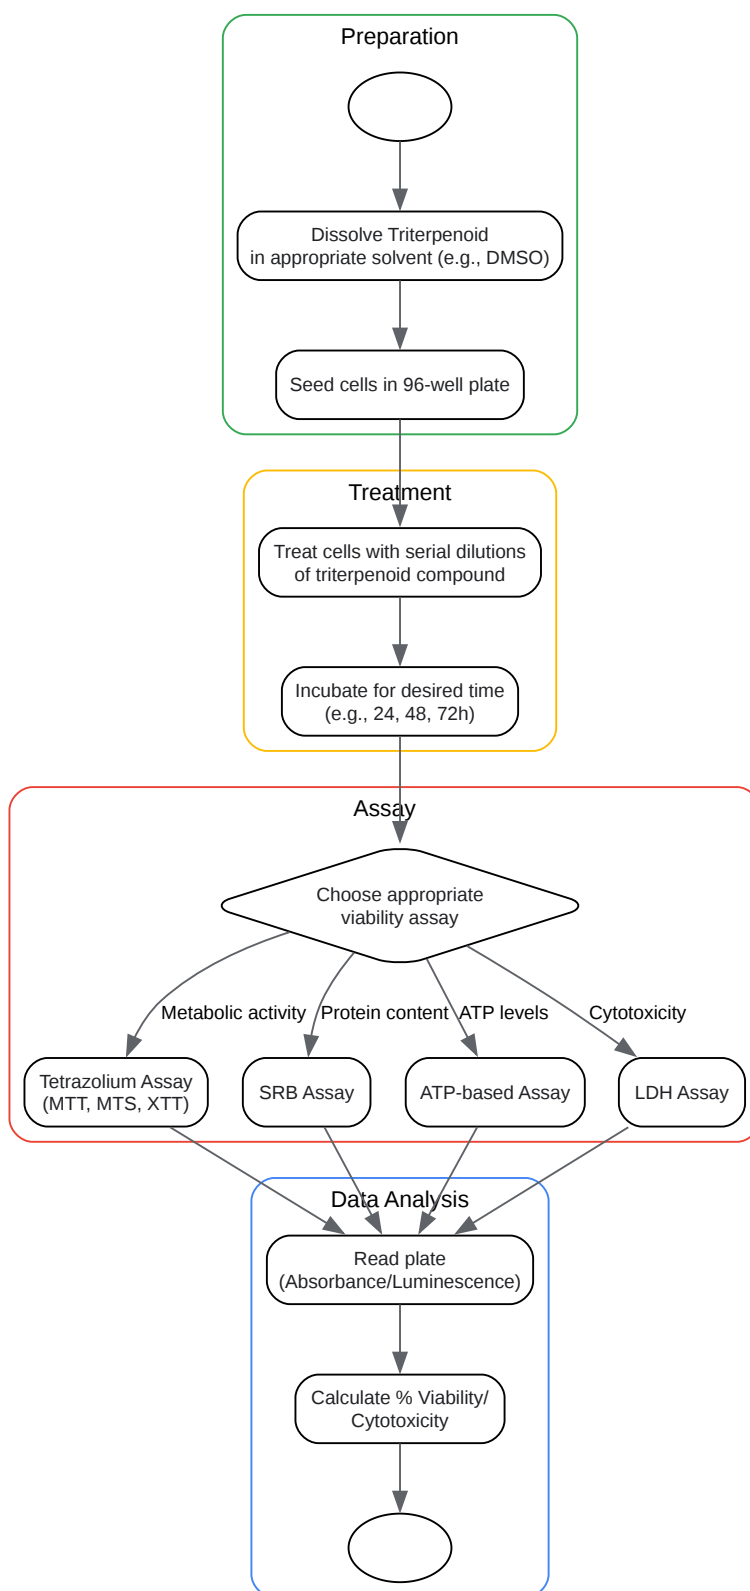 Preparation
Dissolve Triterpenoid
in appropriate solvent (e.g., DMSO)
Seed cells in 96-well plate
Treatment
Treat cells with serial dilutions
of triterpenoid compound
Incubate for desired time
(e.g., 24, 48, 72h)
Assay
Choose appropriate
viability assay
Metabolic activity
Protein content
ATP levels
Cytotoxicity
Tetrazolium Assay
(MTT, MTS, XTT)
SRB Assay
ATP-based Assay
LDH Assay
Data Analysis
Read plate
(Absorbance/Luminescence)
Calculate % Viability/
Cytotoxicity